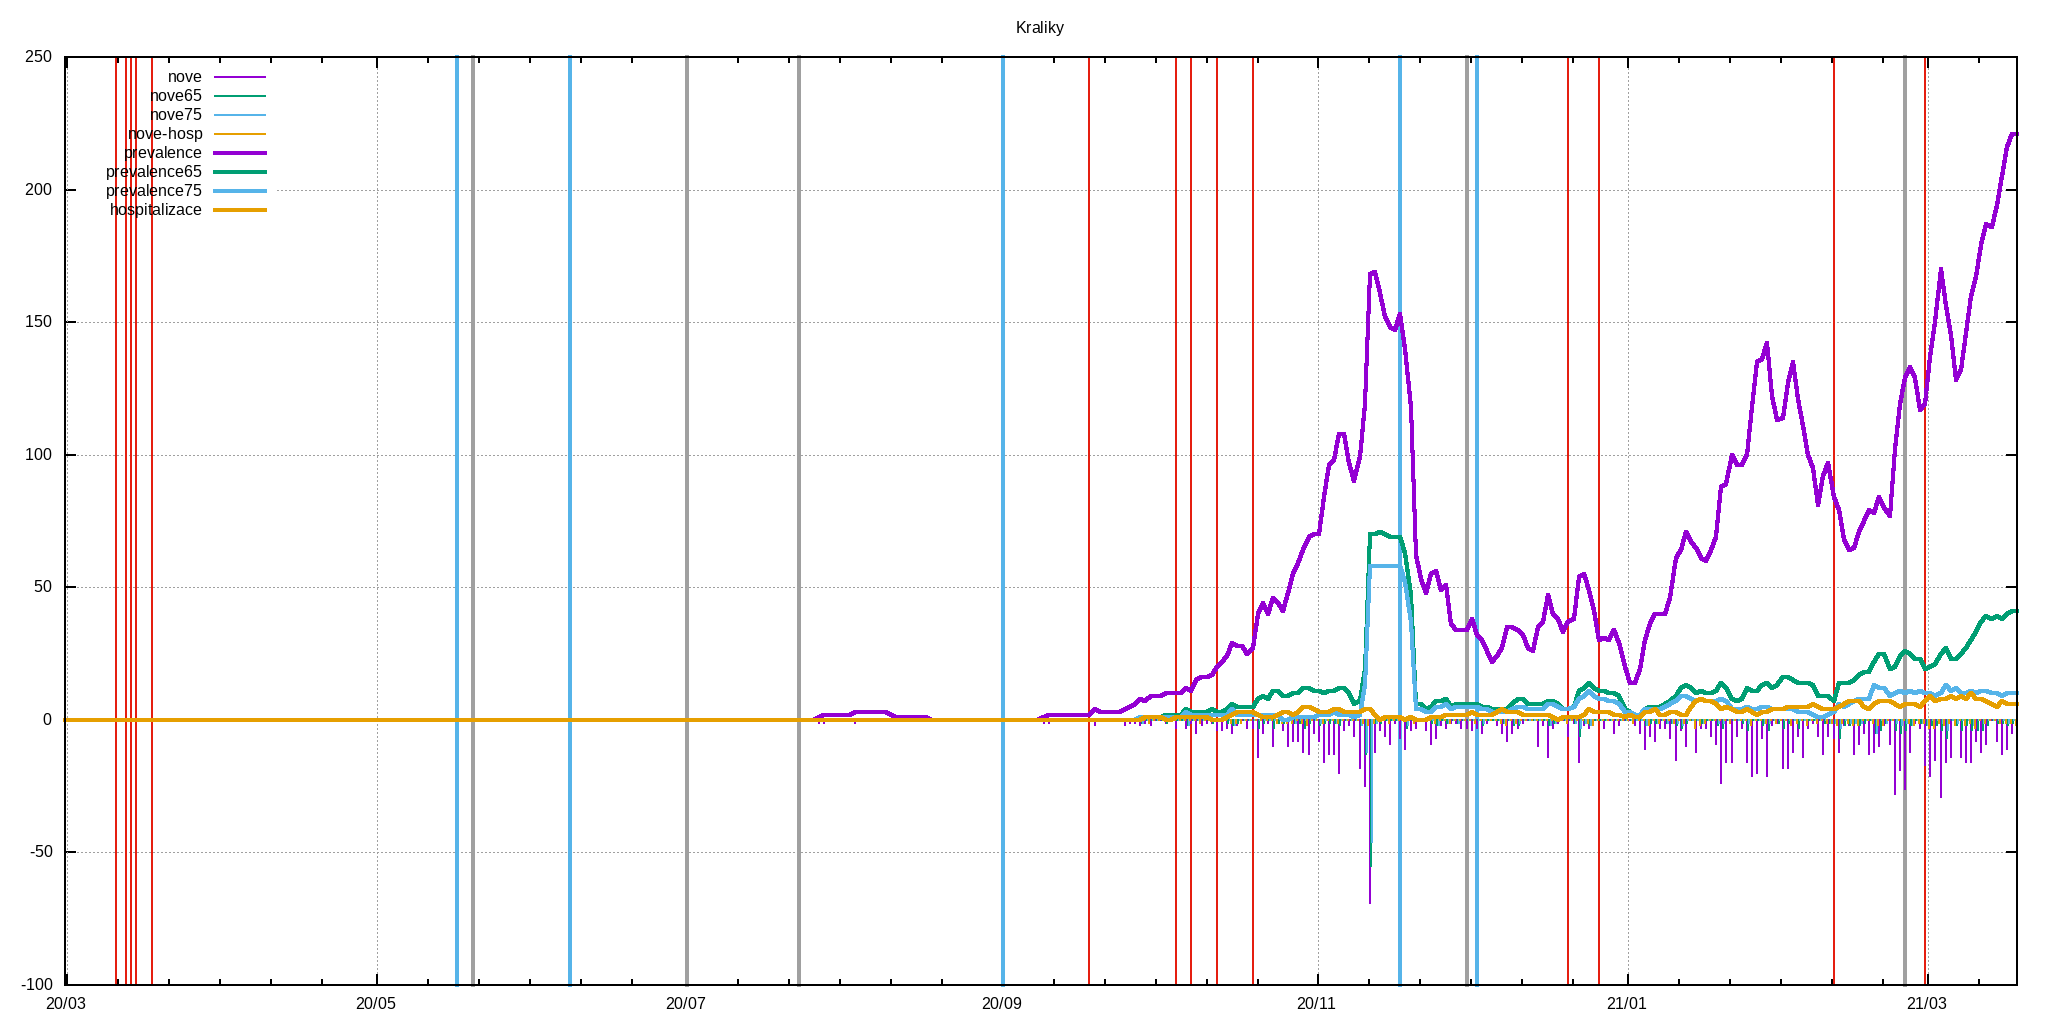 Kraliky
250
200
150
100
50
0
-50
-100
nove
nove65
nove75
nove-hosp
prevalence
prevalence65
prevalence75
hospitalizace
20/03 20/05 20/07 20/09 20/11 21/01 21/03